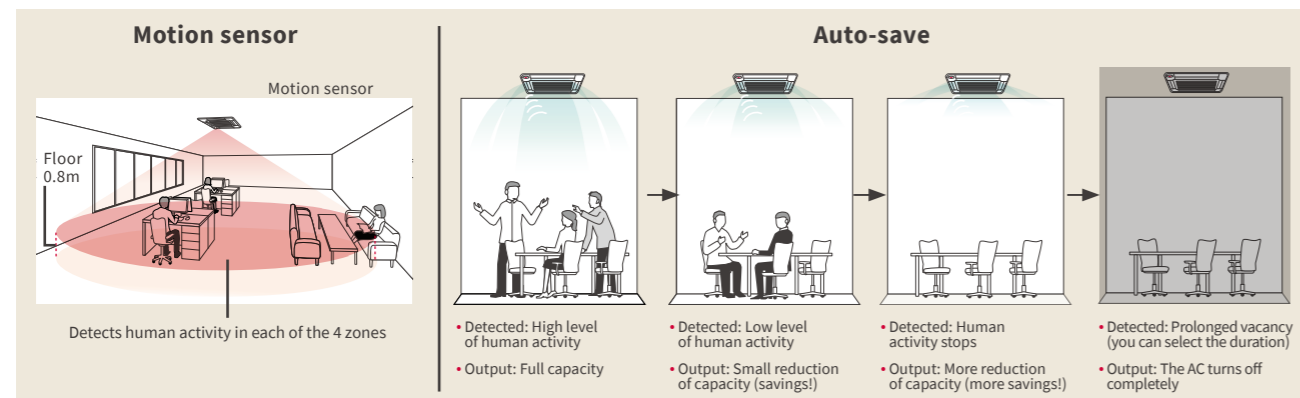 Motion sensor
Motion sensor
Floor
0.8m
Detects human activity in each of the 4 zones
Auto-save
• Detected: High level
of human activity
• Output: Full capacity
• Detected: Low level
of human activity
• Output: Small reduction
of capacity (savings!)
• Detected: Human
activity stops
• Output: More reduction
of capacity (more savings!)
• Detected: Prolonged vacancy
(you can select the duration)
• Output: The AC turns off
completely